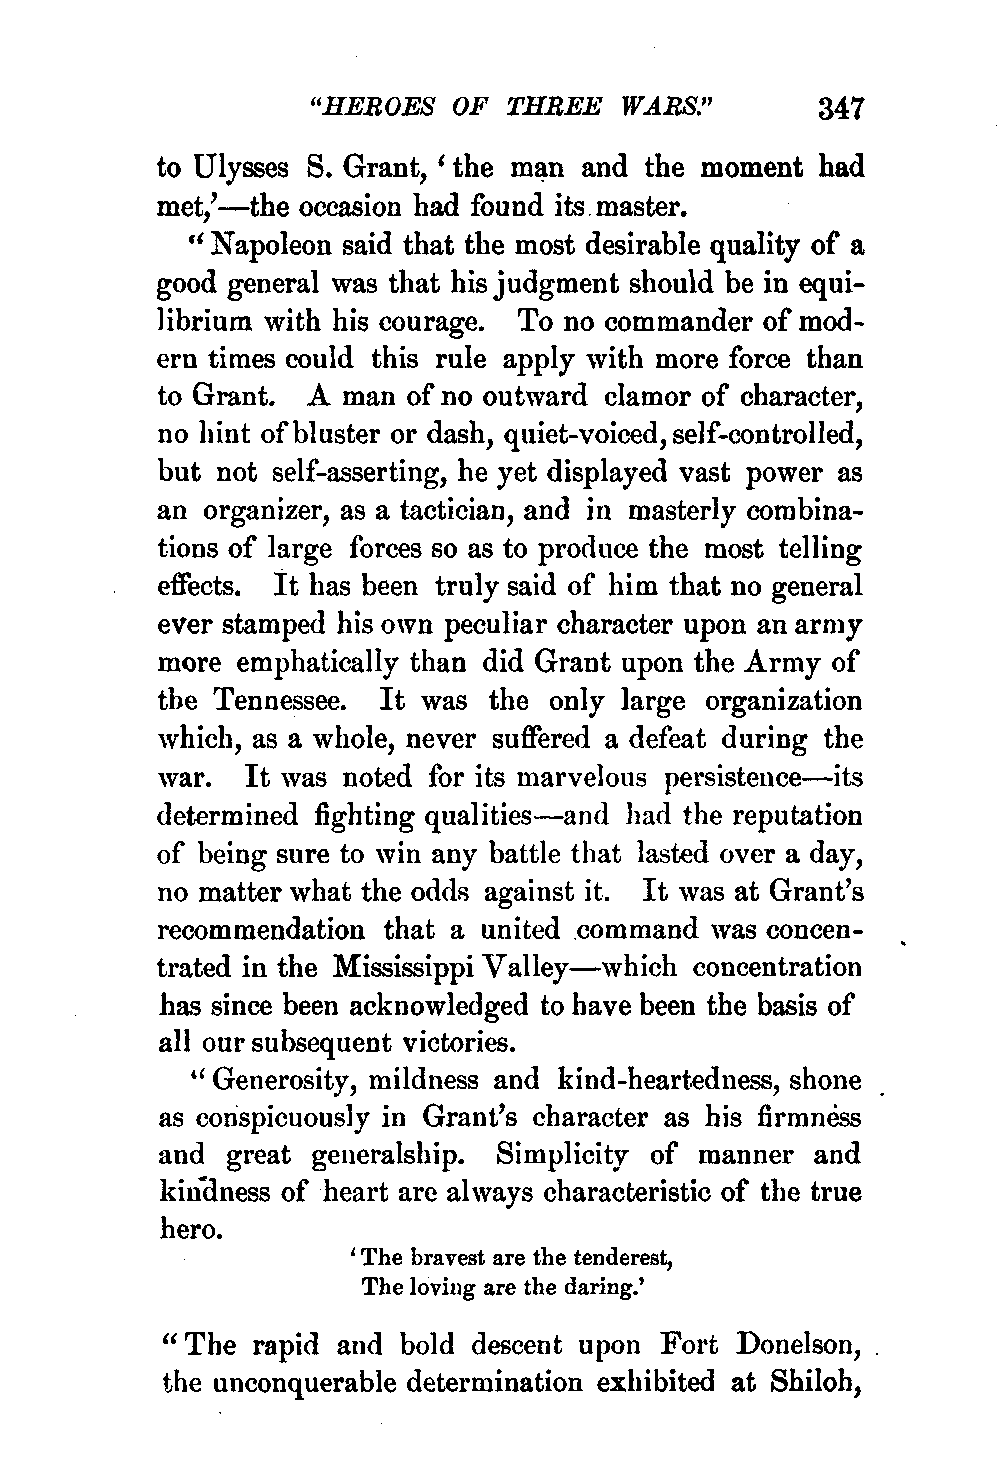 "HEROES OF THREE WARS." 347
to Ulysses S. Grant, 'the man and the moment had
met,'—the occasion had found its master.
"Napoleon said that the most desirable quality of a
good general was that his judgment should be in equi-
librium with his courage. To no commander of mod-
ern times could this rule apply with more force than
to Grant. A man of no outward clamor of character,
no hint of bluster or dash, quiet-voiced, self-controlled,
but not self-asserting, he yet displayed vast power as
an organizer, as a tactician, and in masterly combina-
tions of large forces so as to produce the most telling
effects. It has been truly said of him that no general
ever stamped his own peculiar character upon an army
more emphatically than did Grant upon the Army of
the Tennessee. It was the only large organization
which, as a whole, never suffered a defeat during the
war. It was noted for its marvelous persistence—its
determined fighting qualities—and had the reputation
of being sure to win any battle that lasted over a day,
no matter what the odds against it. It was at Grant's
recommendation that a united command was concen-
trated in the Mississippi Valley—which concentration
has since been acknowledged to have been the basis of
all our subsequent victories.
"Generosity, mildness and kind-heartedness, shone
as conspicuously in Grant's character as his firmness
and great generalship. Simplicity of manner and
kindness of heart are always characteristic of the true
hero.
'The bravest are the tenderest,
The loving are the daring.'
"The rapid and bold descent upon Fort Donelson,
the unconquerable determination exhibited at Shiloh,